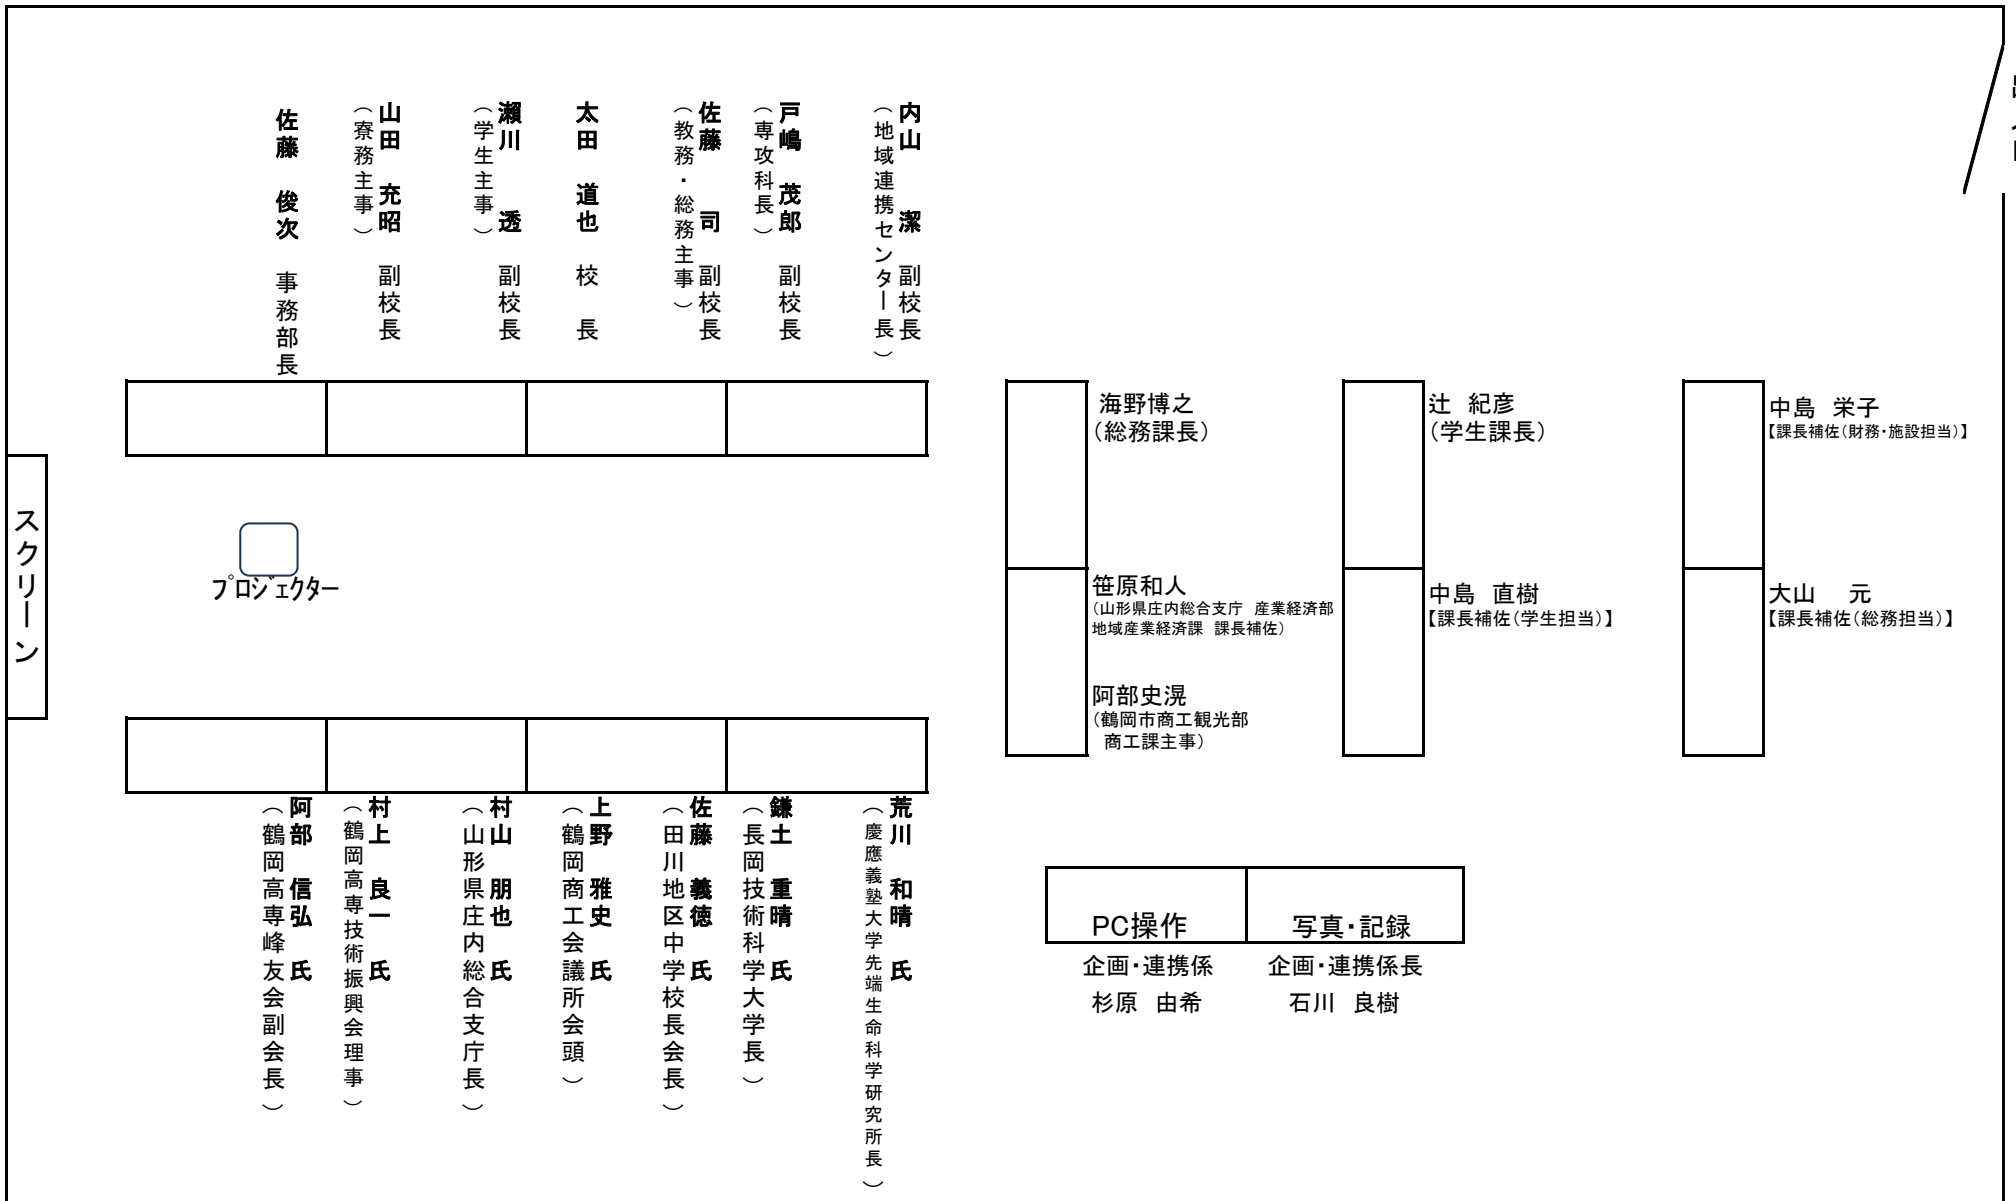 内山　潔　副校長
（地域連携センター長）
戸嶋　茂郎　副校長
（専攻科長）
佐藤　司　副校長
（教務・総務主事）
太田　道也　校　長
瀬川　透　副校長
（学生主事）
山田　充昭　副校長
（寮務主事）
佐藤　俊次　事務部長
スクリーン
プロジェクター
海野博之
（総務課長）
笹原和人
（山形県庄内総合支庁　産業経済部
地域産業経済課　課長補佐）
阿部史滉
（鶴岡市商工観光部
商工課主事）
辻　紀彦
（学生課長）
中島　直樹
【課長補佐（学生担当）】
中島　栄子
【課長補佐（財務・施設担当）】
大山　元
【課長補佐（総務担当）】
荒川　和晴　氏
（慶應義塾大学先端生命科学研究所長）
鎌土　重晴　氏
（長岡技術科学大学長）
佐藤　義徳　氏
（田川地区中学校長会長）
上野　雅史　氏
（鶴岡商工会議所会頭）
村山　朋也　氏
（山形県庄内総合支庁長）
村上　良一　氏
（鶴岡高専技術振興会理事）
阿部　信弘　氏
（鶴岡高専峰友会副会長）
PC操作
企画・連携係
杉原　由希
写真・記録
企画・連携係長
石川　良樹